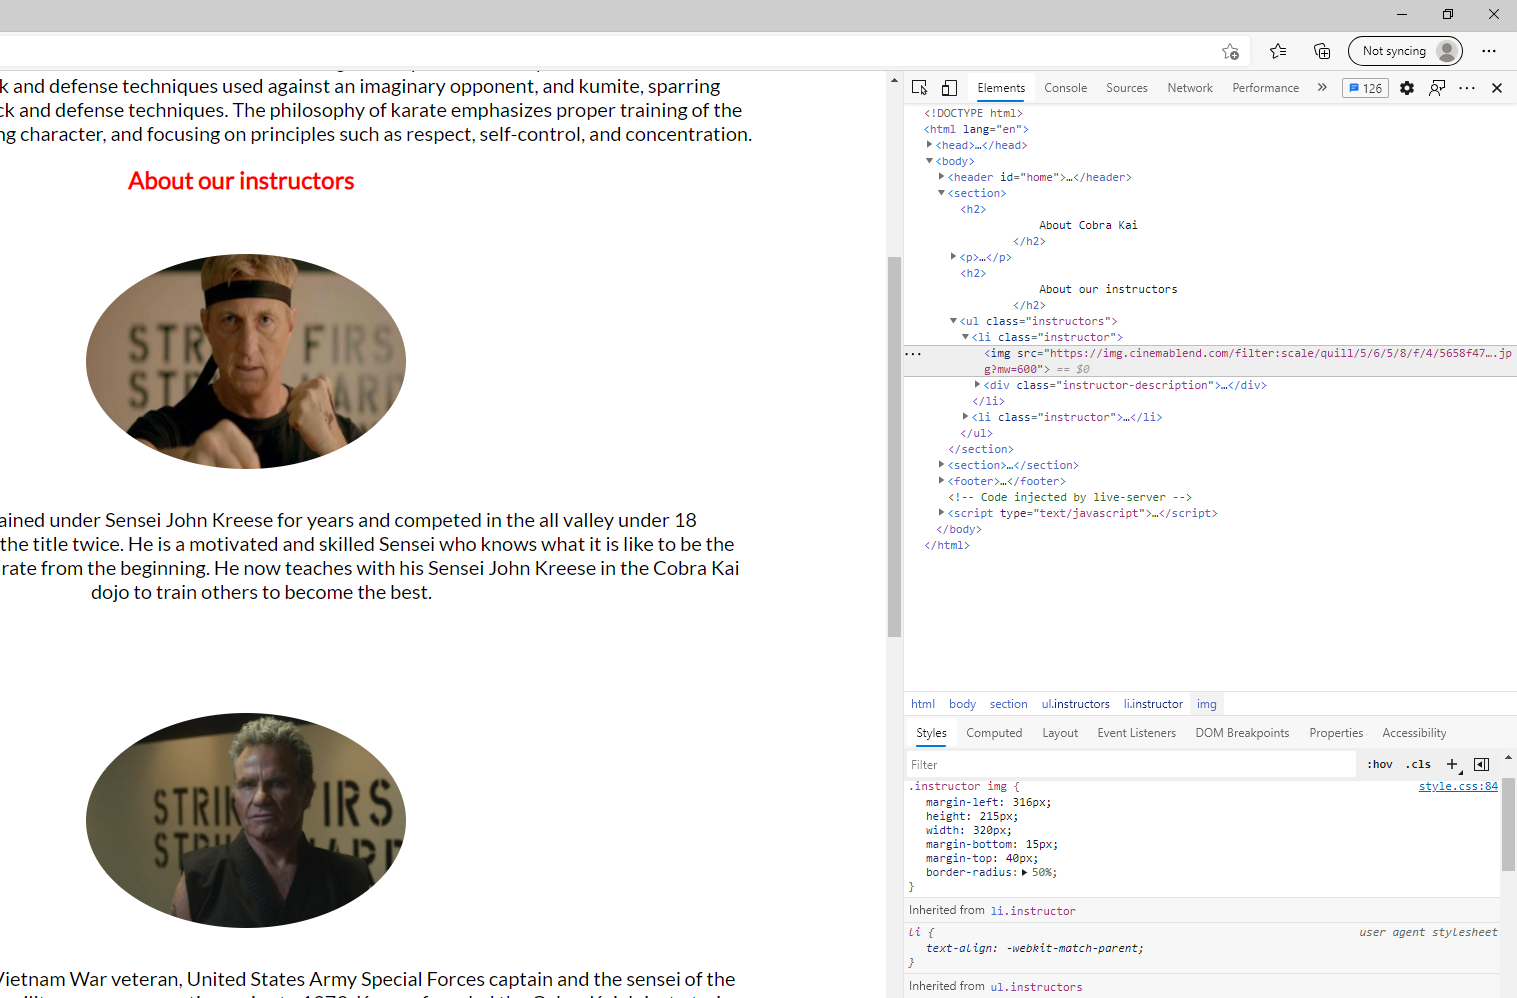 Not syncing
k and defense techniques used against an imaginary opponent, and kumite, sparring
ck and defense techniques. The philosophy of karate emphasizes proper training of the
ng character, and focusing on principles such as respect, self-control, and concentration.
About our instructors
STR FIRS
ained under Sensei John Kreese for years and competed in the all valley under 18
the title twice. He is a motivated and skilled Sensei who knows what it is like to be the
rate from the beginning. He now teaches with his Sensei John Kreese in the Cobra Kai
dojo to train others to become the best.
STRIK FIRS
Vietnam War veteran, United States Army Special Forces captain and the sensei of the
Elements Console Sources Network Performance » 126
<!DOCTYPE html>
<html lang="en">
<head>…</head>
<body>
<header id="home">…</header>
<section>
<h2>
About Cobra Kai
</h2>
<p>…</p>
<h2>
About our instructors
</h2>
<ul class="instructors">
<li class="instructor">
<img src="https://img.cinemablend.com/filter:scale/quill/5/6/5/8/f/4/5658f47….jp
g?mw=600"> == $0
<div class="instructor-description">…</div>
</li>
<li class="instructor">…</li>
</ul>
</section>
<section>…</section>
<footer>…</footer>
<!-- Code injected by live-server -->
<script type="text/javascript">…</script>
</body>
</html>
html body section ul.instructors li.instructor img
Styles Computed Layout Event Listeners DOM Breakpoints Properties Accessibility
Filter :hov .cls +
.instructor img { style.css:84
margin-left: 316px;
height: 215px;
width: 320px;
margin-bottom: 15px;
margin-top: 40px;
border-radius: 50%;
}
Inherited from li.instructor
li { user agent stylesheet
text-align: -webkit-match-parent;
}
Inherited from ul.instructors